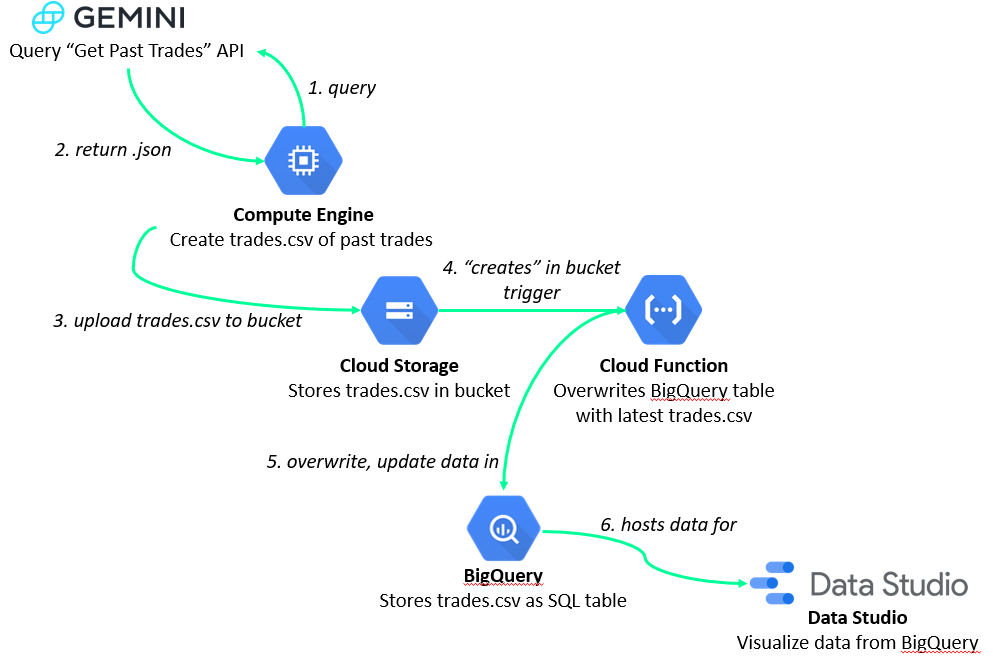 GEMINI
Query “Get Past Trades” API
1. query
2. return .json
Compute Engine
Create trades.csv of past trades
3. upload trades.csv to bucket
4. “creates” in bucket
trigger
Cloud Storage
Stores trades.csv in bucket
Cloud Function
Overwrites BigQuery table
with latest trades.csv
5. overwrite, update data in
BigQuery
Stores trades.csv as SQL table
6. hosts data for
Data Studio
Data Studio
Visualize data from BigQuery